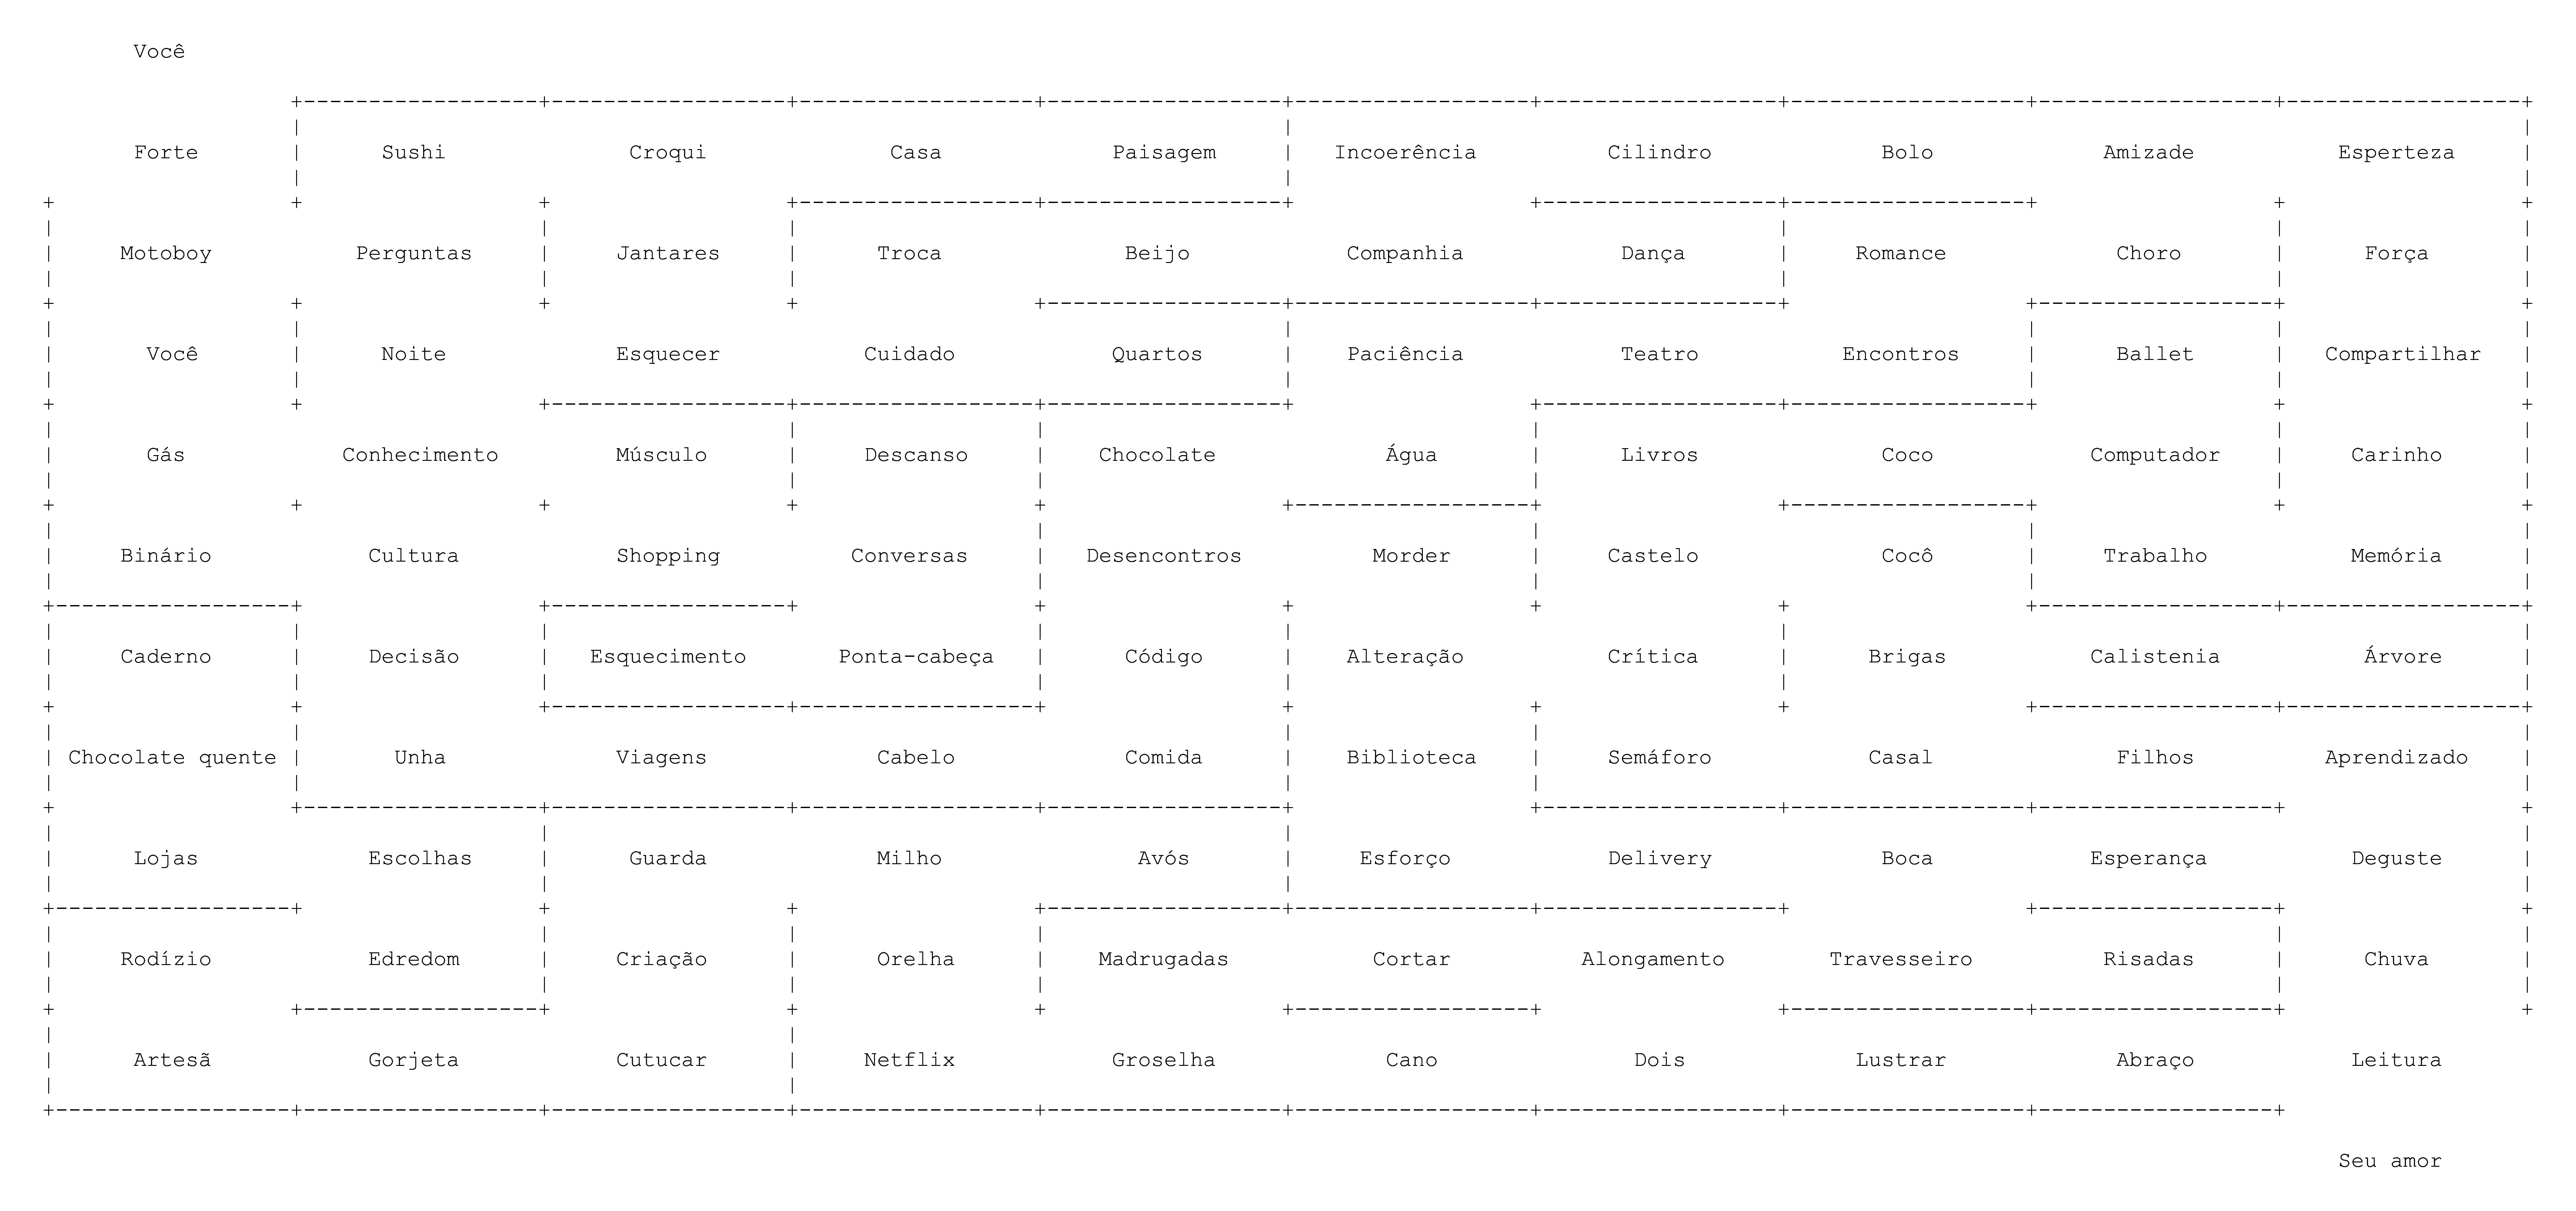 Você
Forte Sushi Croqui Casa Paisagem Incoerência Cilindro Bolo Amizade Esperteza
Motoboy Perguntas Jantares Troca Beijo Companhia Dança Romance Choro Força
Você Noite Esquecer Cuidado Quartos Paciência Teatro Encontros Ballet Compartilhar
Gás Conhecimento Músculo Descanso Chocolate Água Livros Coco Computador Carinho
Binário Cultura Shopping Conversas Desencontros Morder Castelo Cocô Trabalho Memória
Caderno Decisão Esquecimento Ponta-cabeça Código Alteração Crítica Brigas Calistenia Árvore
Chocolate quente Unha Viagens Cabelo Comida Biblioteca Semáforo Casal Filhos Aprendizado
Lojas Escolhas Guarda Milho Avós Esforço Delivery Boca Esperança Deguste
Rodízio Edredom Criação Orelha Madrugadas Cortar Alongamento Travesseiro Risadas Chuva
Artesã Gorjeta Cutucar Netflix Groselha Cano Dois Lustrar Abraço Leitura
Seu amor